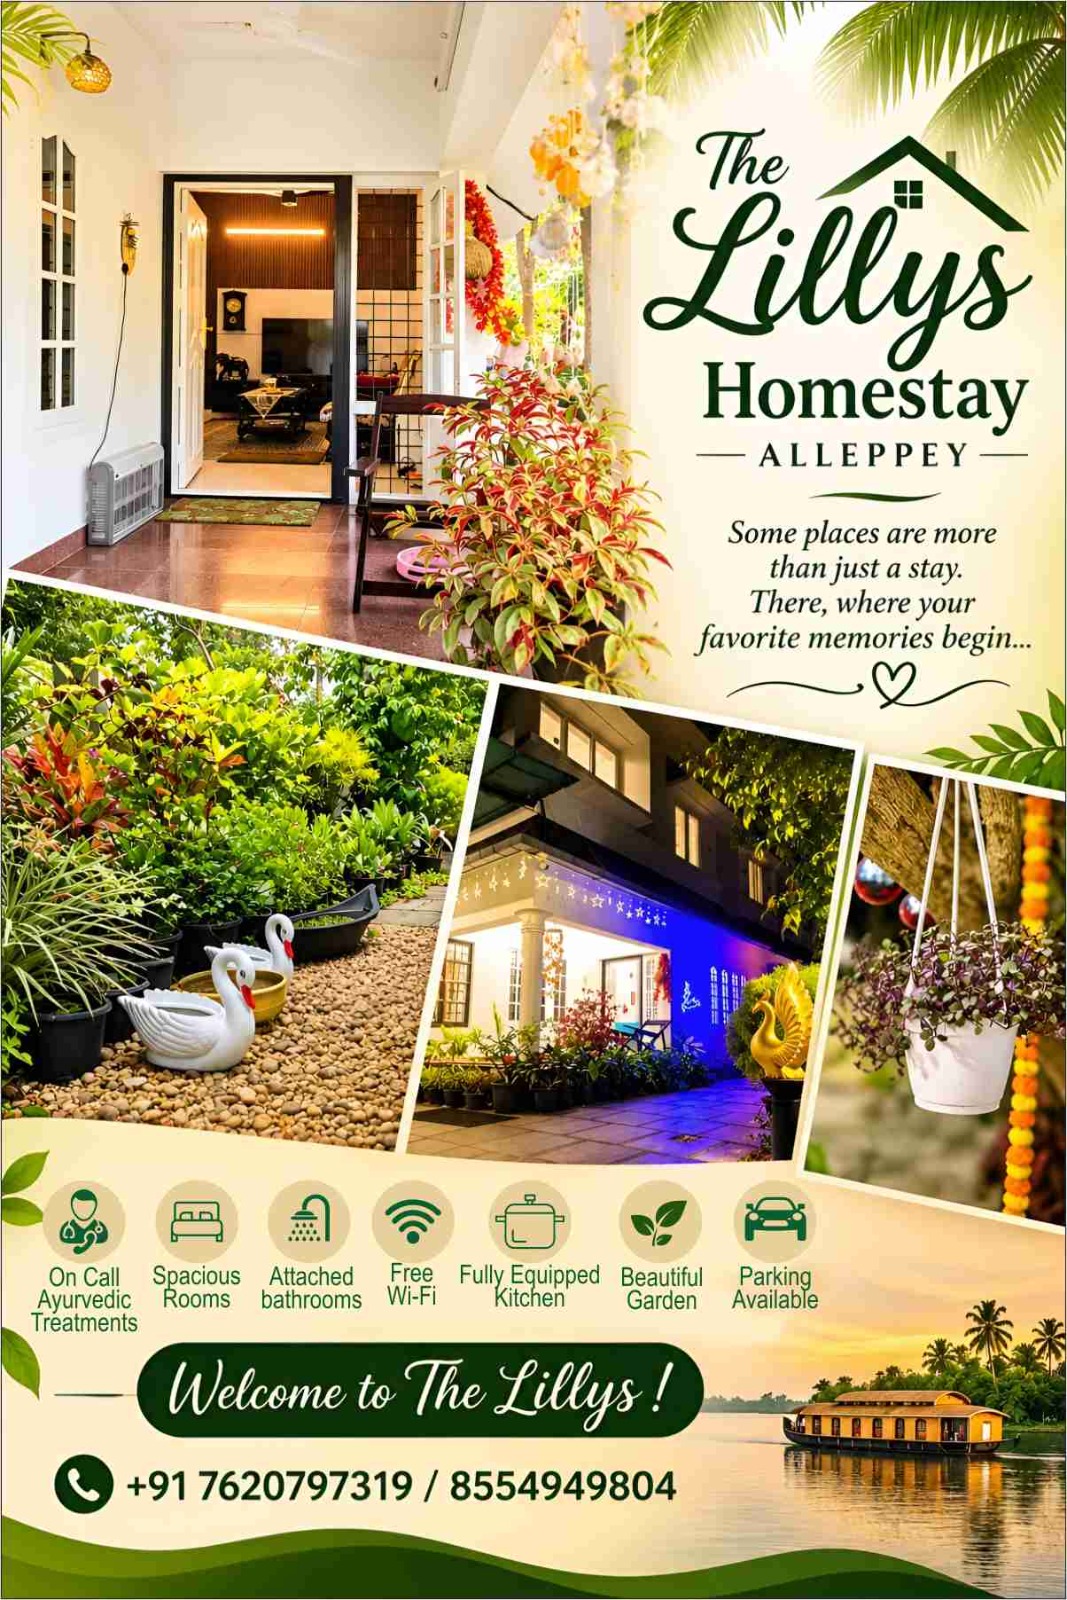 The
Lillys
Homestay
ALLEPPEY
Some places are more
than just a stay.
There, where your
favorite memories begin...
On Call
Ayurvedic
Treatments
Spacious
Rooms
Attached
bathrooms
Free
Wi-Fi
Fully Equipped
Kitchen
Beautiful
Garden
Parking
Available
Welcome to The Lillys !
+91 7620797319 / 8554949804